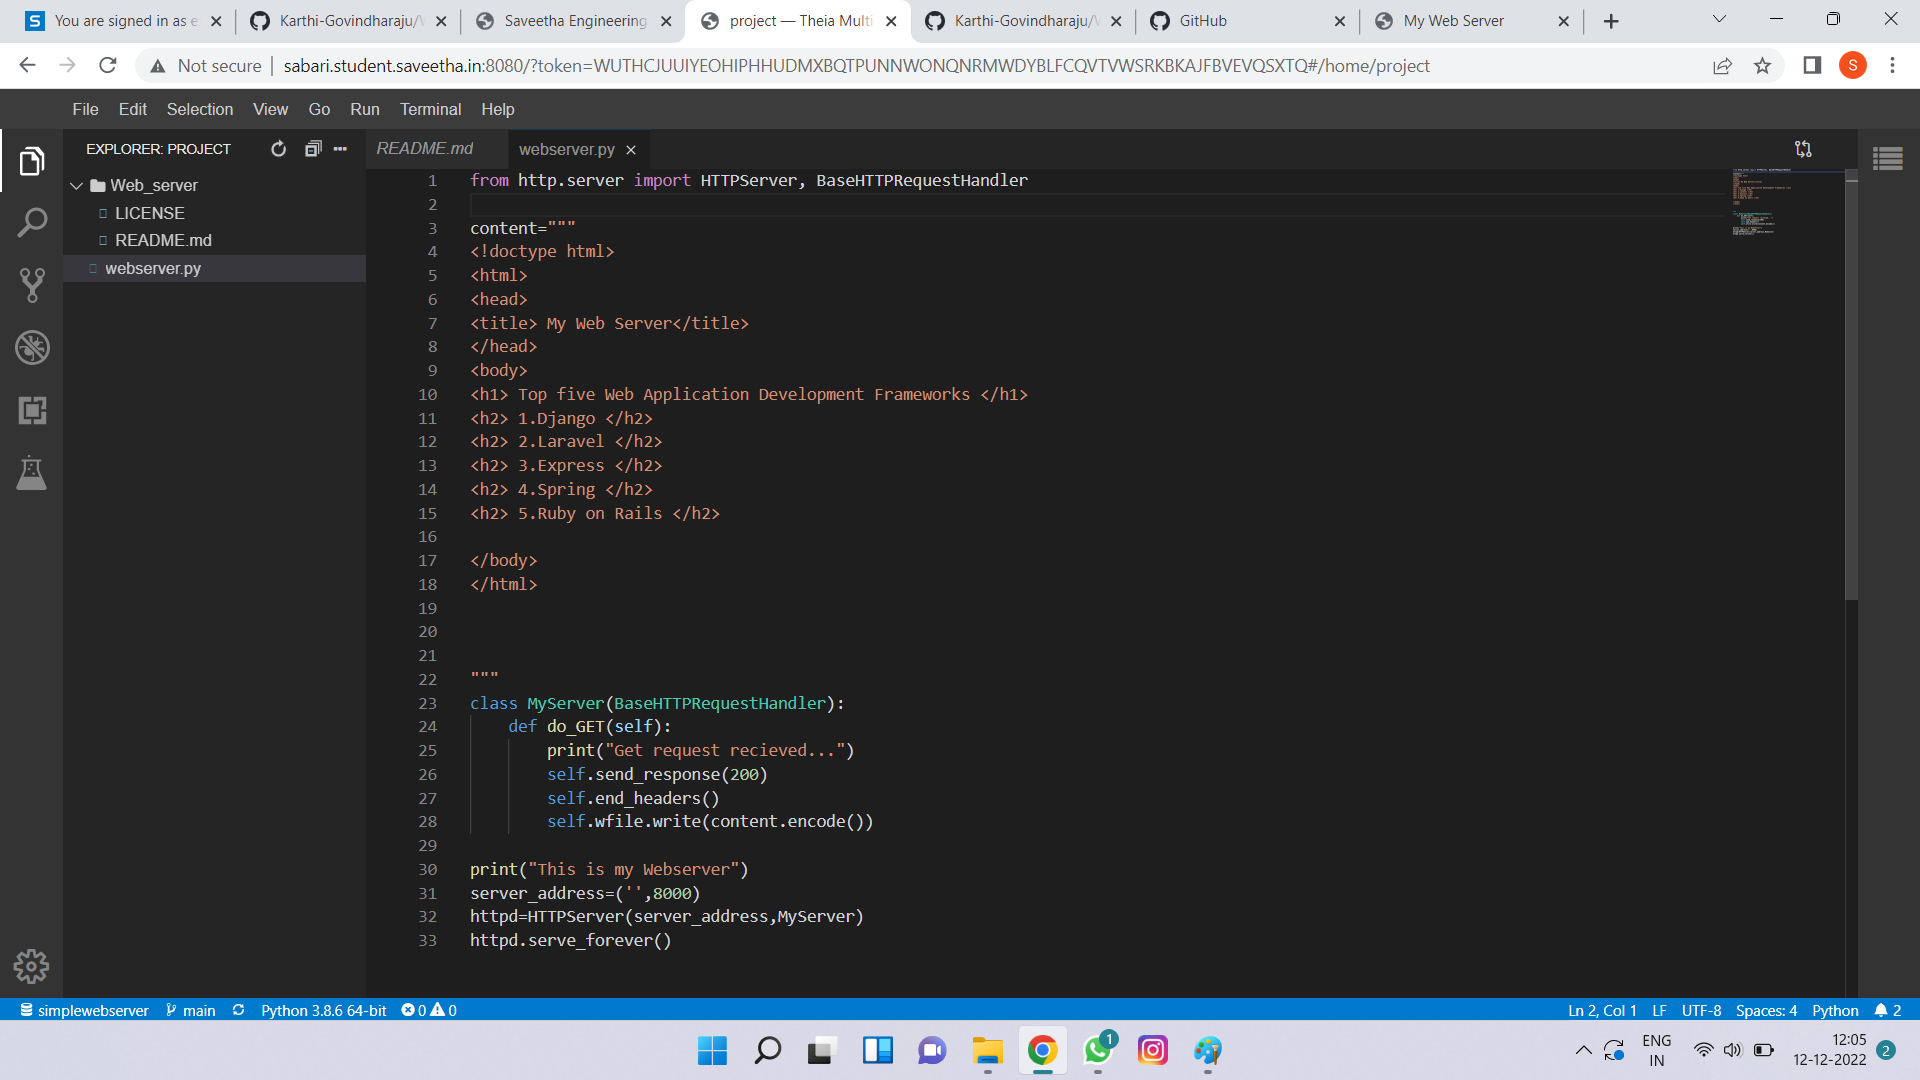 You are signed in as e
Karthi-Govindharaju/
Saveetha Engineering
project — Theia Multi
Karthi-Govindharaju/
GitHub
My Web Server
Not secure
sabari.student.saveetha.in:8080/?token=WUTHCJUUIYEOHIPHHUDMXBQTPUNNWONQNRMWDYBLFCQVTVWSRKBKAJFBVEVQSXTQ#/home/project
S
File Edit Selection View Go Run Terminal Help
EXPLORER: PROJECT
Web_server
LICENSE
README.md
webserver.py
README.md
webserver.py
1 from http.server import HTTPServer, BaseHTTPRequestHandler
2
3 content="""
4 <!doctype html>
5 <html>
6 <head>
7 <title> My Web Server</title>
8 </head>
9 <body>
10 <h1> Top five Web Application Development Frameworks </h1>
11 <h2> 1.Django </h2>
12 <h2> 2.Laravel </h2>
13 <h2> 3.Express </h2>
14 <h2> 4.Spring </h2>
15 <h2> 5.Ruby on Rails </h2>
16
17 </body>
18 </html>
19
20
21
22 """
23 class MyServer(BaseHTTPRequestHandler):
24 def do_GET(self):
25 print("Get request recieved...")
26 self.send_response(200)
27 self.end_headers()
28 self.wfile.write(content.encode())
29
30 print("This is my Webserver")
31 server_address=('',8000)
32 httpd=HTTPServer(server_address,MyServer)
33 httpd.serve_forever()
simplewebserver main Python 3.8.6 64-bit 0 0
Ln 2, Col 1 LF UTF-8 Spaces: 4 Python 2
1
ENG
IN
12:05
12-12-2022
2